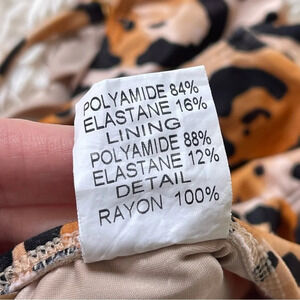 POLYAMIDE 84%
ELASTANE 16%
LINING
POLYAMIDE 88%
ELASTANE 12%
DETAIL
RAYON 100%